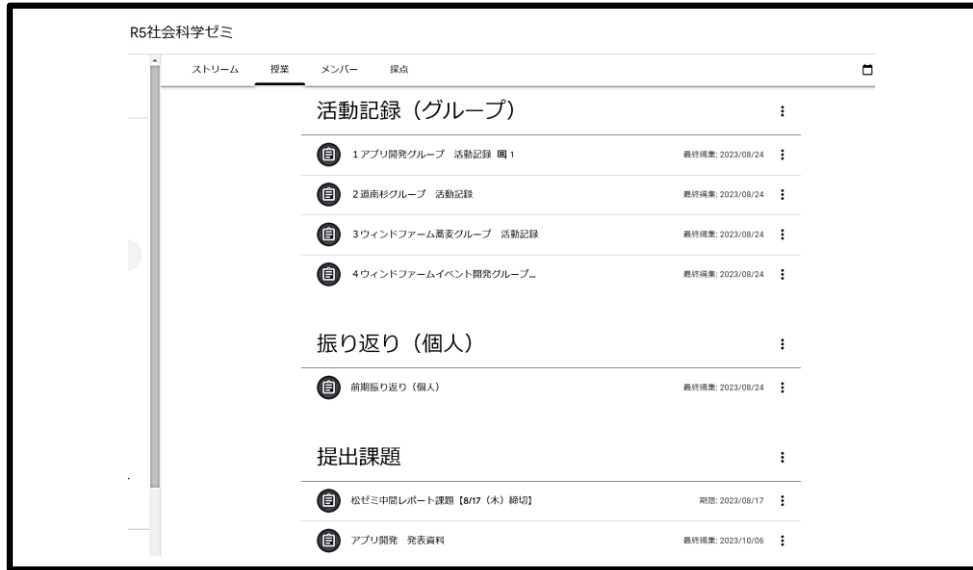 R5社会科学ゼミ
ストリーム 授業 メンバー 採点
活動記録（グループ）
1アプリ開発グループ 活動記録 1
最終編集: 2023/08/24
2道南杉グループ 活動記録
最終編集: 2023/08/24
3ウィンドファーム蕎麦グループ 活動記録
最終編集: 2023/08/24
4ウィンドファームイベント開発グループ…
最終編集: 2023/08/24
振り返り（個人）
前期振り返り（個人）
最終編集: 2023/08/24
提出課題
松ゼミ中間レポート課題【8/17（木）締切】
期限: 2023/08/17
アプリ開発 発表資料
最終編集: 2023/10/06